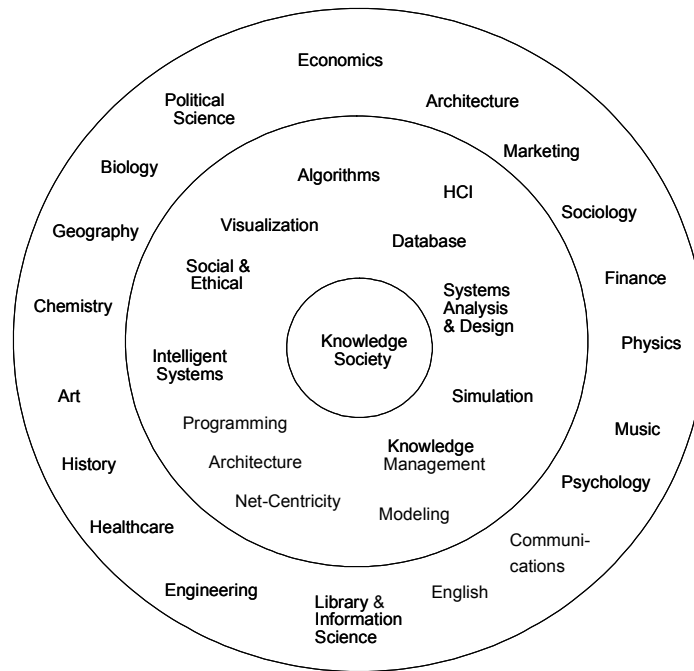 Economics
Political
Science
Architecture
Biology
Marketing
Algorithms
HCI
Geography
Visualization
Sociology
Database
Social &
Ethical
Finance
Chemistry
Systems
Analysis
& Design
Knowledge
Society
Physics
Intelligent
Systems
Art
Simulation
Programming
Music
History
Architecture
Knowledge
Management
Psychology
Net-Centricity
Modeling
Healthcare
Communi-
cations
Engineering
Library &
Information
Science
English